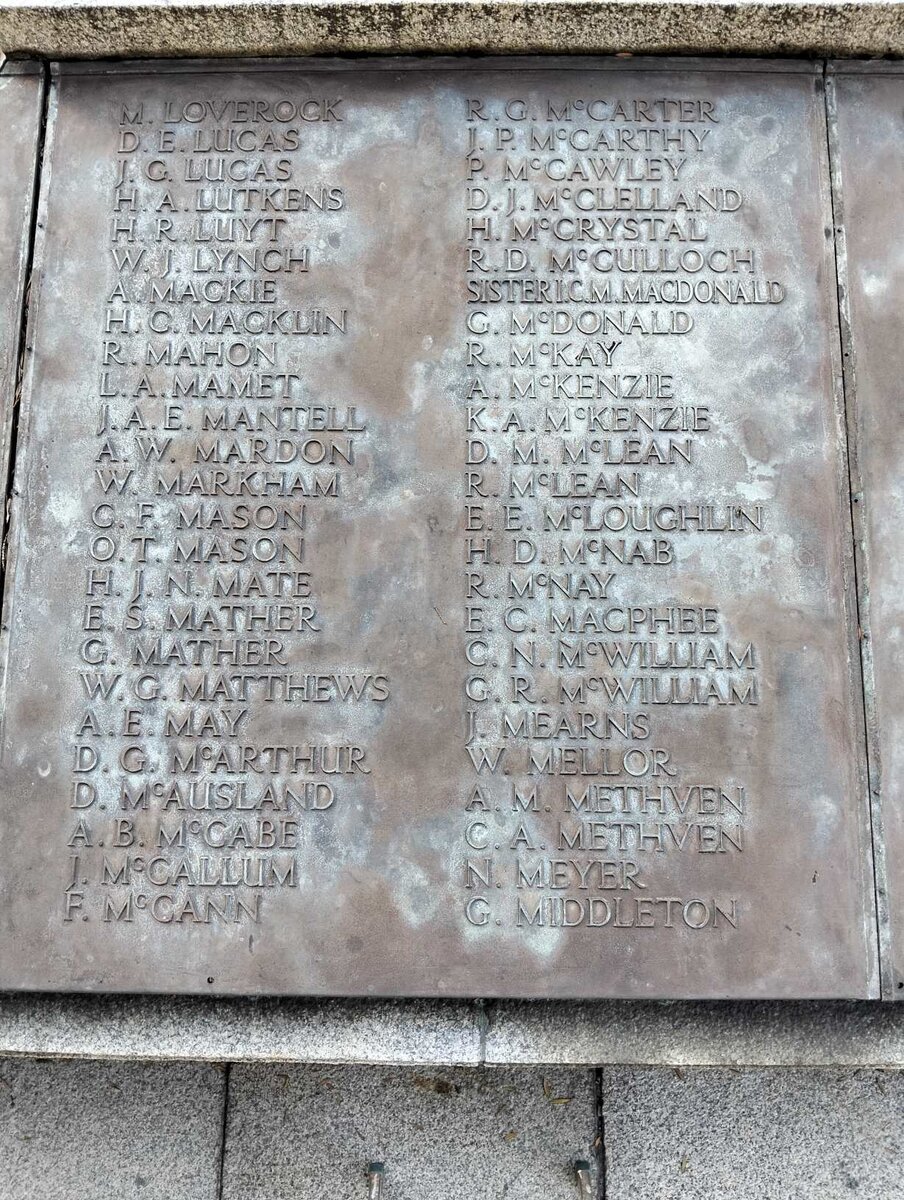 M. LOVEROCK
D. E. LUCAS
J. G. LUCAS
H. A. LUTKENS
H. R. LUYT
W. J. LYNCH
A. MACKIE
H. G. MACKLIN
R. MAHON
L. A. MAMET
J. A. E. MANTELL
A. W. MARDON
W. MARKHAM
G. F. MASON
O. T. MASON
H. J. N. MATE
E. S. MATHER
G. MATHER
W. G. MATTHEWS
A. E. MAY
D. G. McARTHUR
D. McAUSLAND
A. B. McCABE
J. McCALLUM
F. McCANN
R. G. McCARTER
J. P. McCARTHY
P. McCAWLEY
D. J. McCLELLAND
H. McCRYSTAL
R. D. McCULLOCH
SISTER I. C. M. MACDONALD
G. McDONALD
R. McKAY
A. McKENZIE
K. A. McKENZIE
D. M. McLEAN
R. McLEAN
E. E. McLOUGHLIN
H. D. McNAB
R. McNAY
E. C. MACPHEE
C. N. McWILLIAM
G. R. McWILLIAM
J. MEARNS
W. MELLOR
A. M. METHVEN
C. A. METHVEN
N. MEYER
G. MIDDLETON